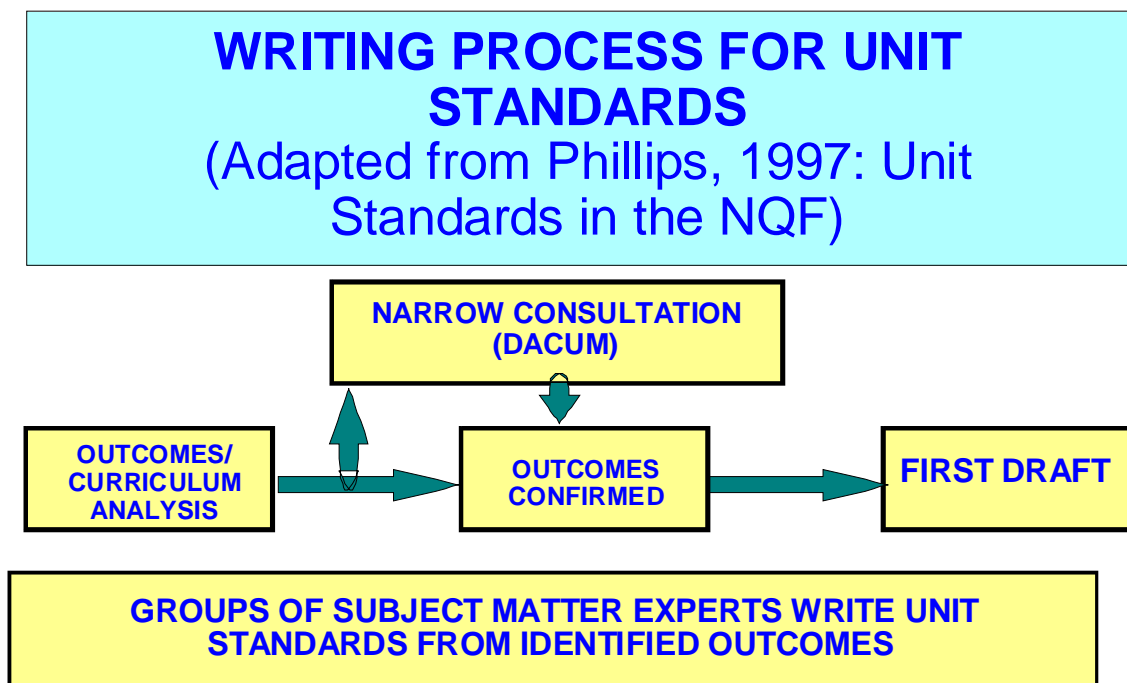 WRITING PROCESS FOR UNIT
STANDARDS
(Adapted from Phillips, 1997: Unit
Standards in the NQF)
NARROW CONSULTATION
(DACUM)
OUTCOMES/
CURRICULUM
ANALYSIS
OUTCOMES
CONFIRMED
FIRST DRAFT
GROUPS OF SUBJECT MATTER EXPERTS WRITE UNIT
STANDARDS FROM IDENTIFIED OUTCOMES